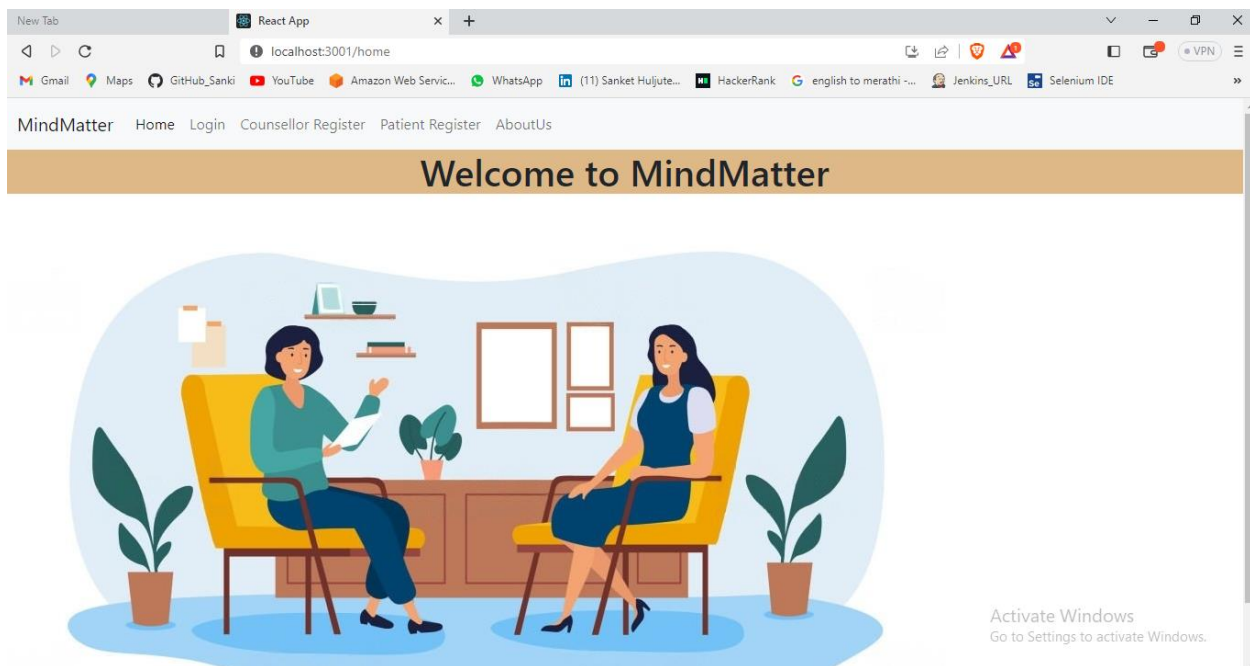 New Tab React App
localhost:3001/home VPN
Gmail Maps GitHub_Sanki YouTube Amazon Web Servic... WhatsApp (11) Sanket Huljute... HackerRank english to merathi -... Jenkins_URL Selenium IDE »
MindMatter Home Login Counsellor Register Patient Register AboutUs
Welcome to MindMatter
Activate Windows
Go to Settings to activate Windows.